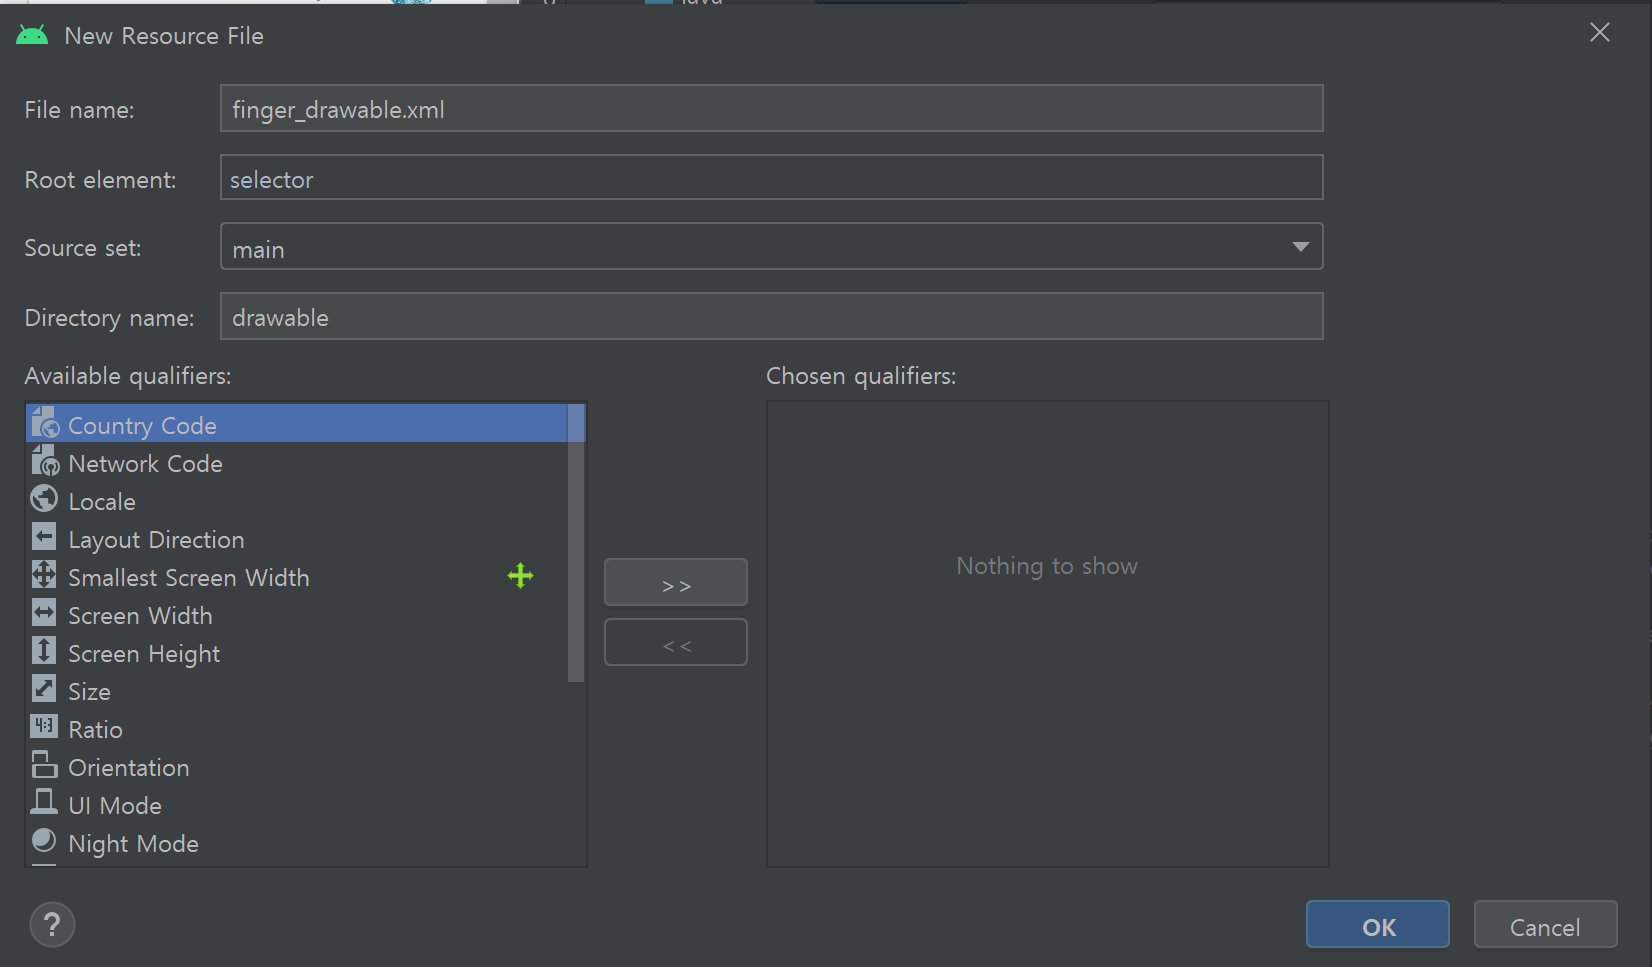 New Resource File
File name:
finger_drawable.xml
Root element:
selector
Source set:
main
Directory name:
drawable
Available qualifiers:
Country Code
Network Code
Locale
Layout Direction
Smallest Screen Width
Screen Width
Screen Height
Size
4:3
Ratio
Orientation
UI Mode
Night Mode
>>
<<
Chosen qualifiers:
Nothing to show
?
OK
Cancel